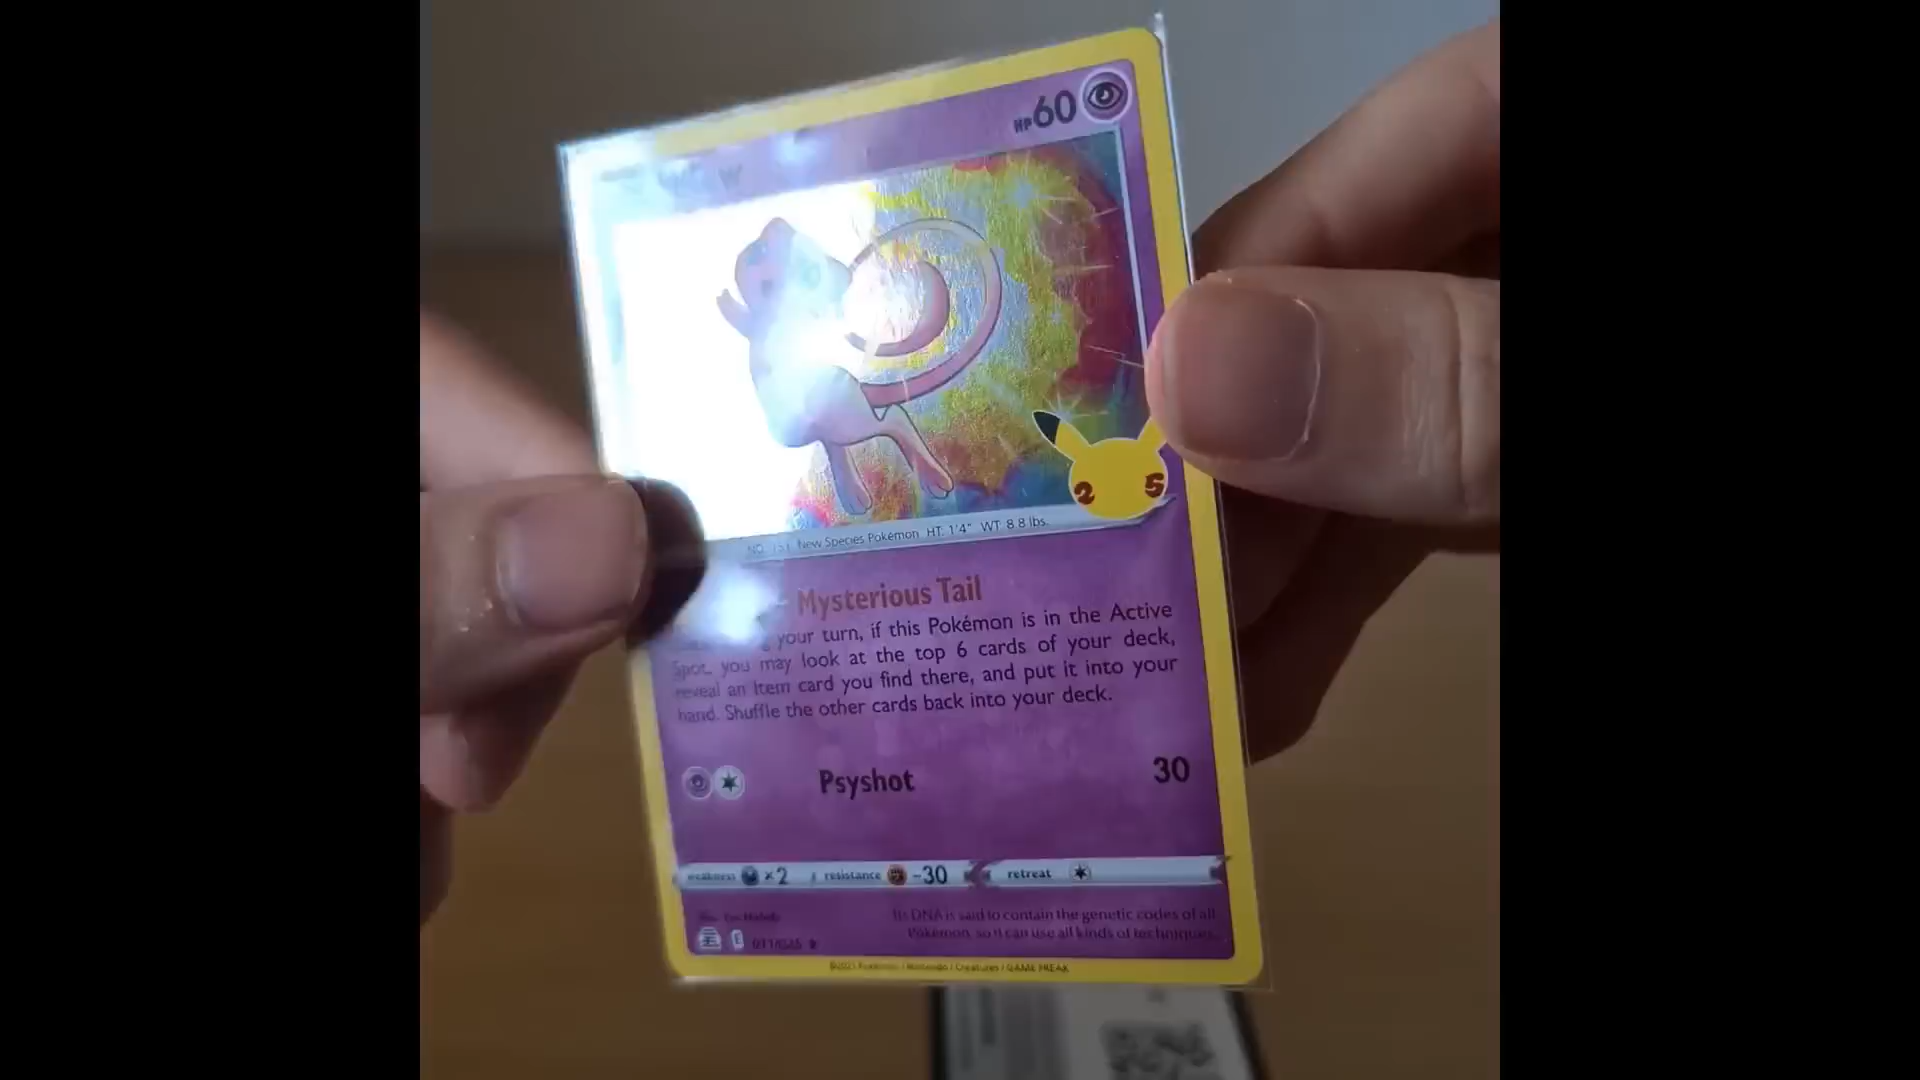 HP 60
25
NO. 151 New Species Pokémon HT: 1'4" WT: 8.8 lbs.
Mysterious Tail
your turn, if this Pokémon is in the Active
Spot, you may look at the top 6 cards of your deck,
reveal an Item card you find there, and put it into your
hand. Shuffle the other cards back into your deck.
Psyshot 30
weakness ×2 resistance -30 retreat
Its DNA is said to contain the genetic codes of all
Pokémon, so it can use all kinds of techniques.
E
©2021 Pokémon / Nintendo / Creatures / GAME FREAK